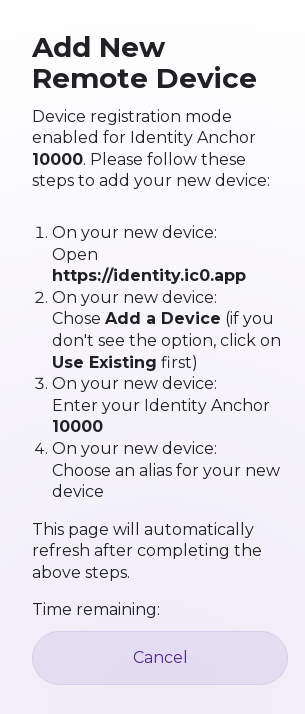 Add New
Remote Device
Device registration mode
enabled for Identity Anchor
10000. Please follow these
steps to add your new device:
1. On your new device:
Open
https://identity.ic0.app
2. On your new device:
Chose Add a Device (if you
don't see the option, click on
Use Existing first)
3. On your new device:
Enter your Identity Anchor
10000
4. On your new device:
Choose an alias for your new
device
This page will automatically
refresh after completing the
above steps.
Time remaining:
Cancel